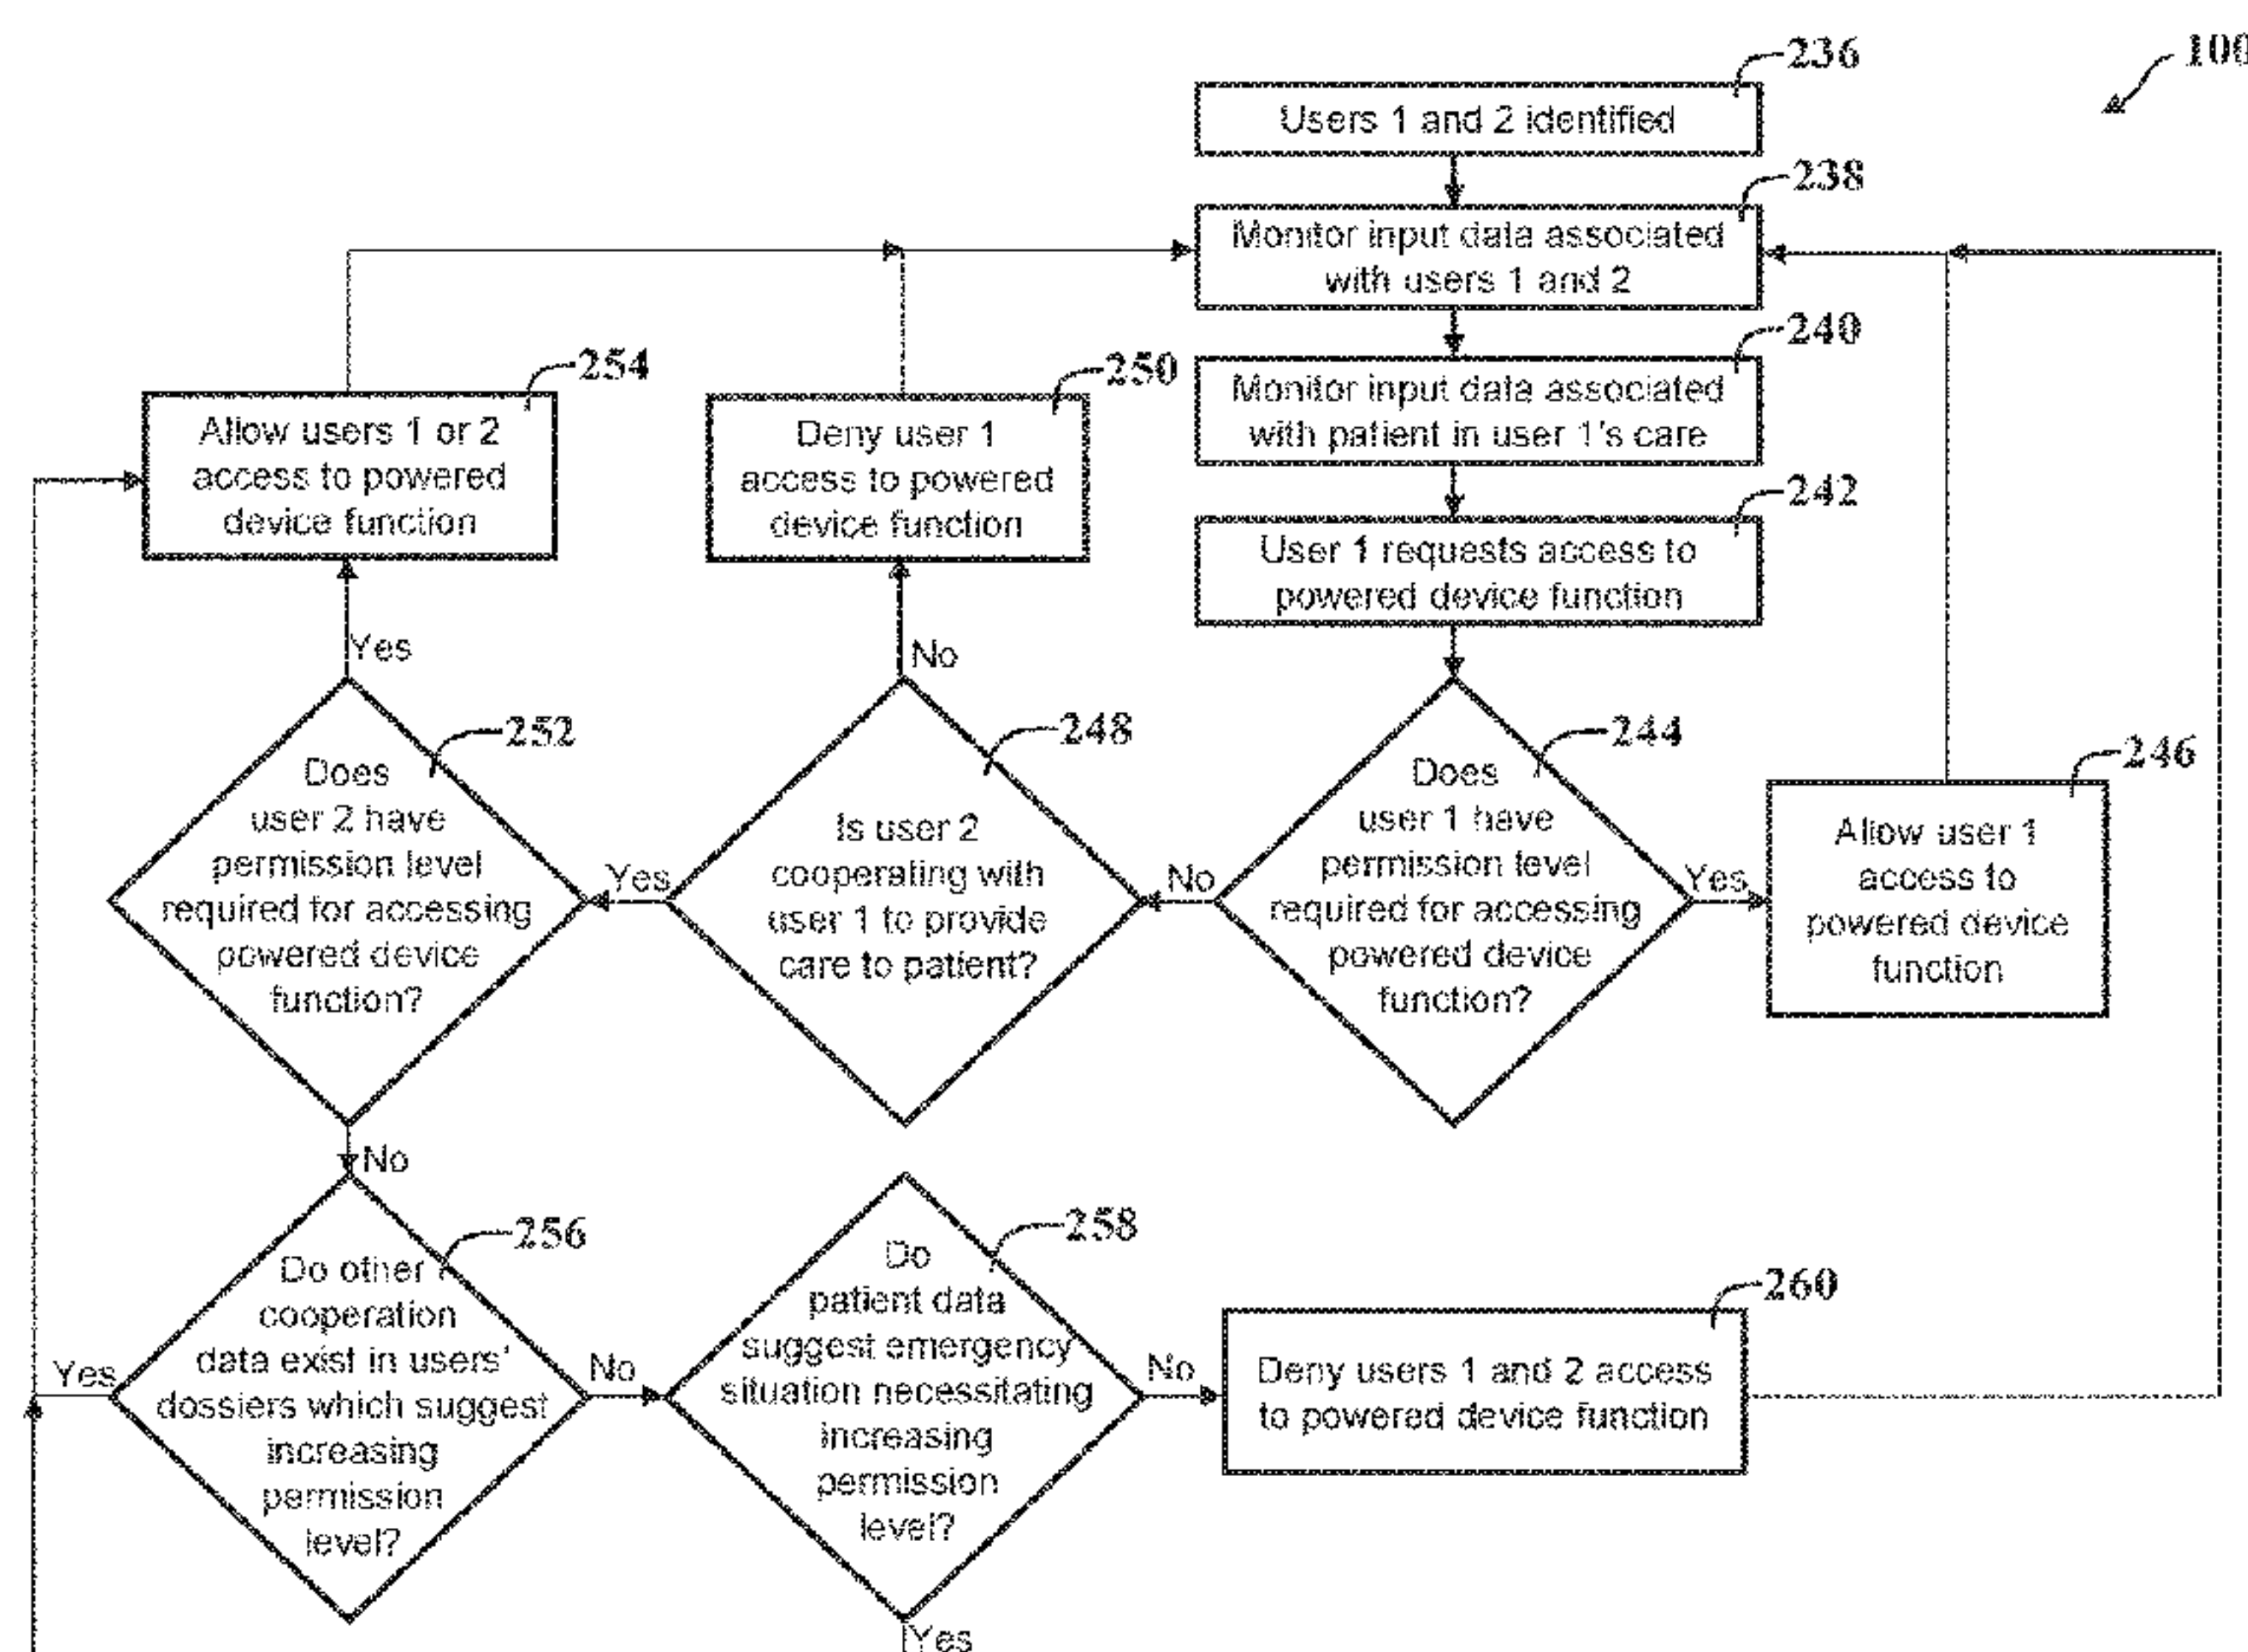 100
236
Users 1 and 2 identified
238
Monitor input data associated
with users 1 and 2
240
Monitor input data associated
with patient in user 1's care
242
User 1 requests access to
powered device function
244
Does
user 1 have
permission level
required for accessing
powered device
function?
Yes
246
Allow user 1
access to
powered device
function
No
248
Is user 2
cooperating with
user 1 to provide
care to patient?
No
250
Deny user 1
access to powered
device function
Yes
252
Does
user 2 have
permission level
required for accessing
powered device
function?
Yes
254
Allow users 1 or 2
access to powered
device function
No
256
Do other
cooperation
data exist in users'
dossiers which suggest
increasing
permission
level?
Yes
No
258
Do
patient data
suggest emergency
situation necessitating
increasing
permission
level?
Yes
No
260
Deny users 1 and 2 access
to powered device function